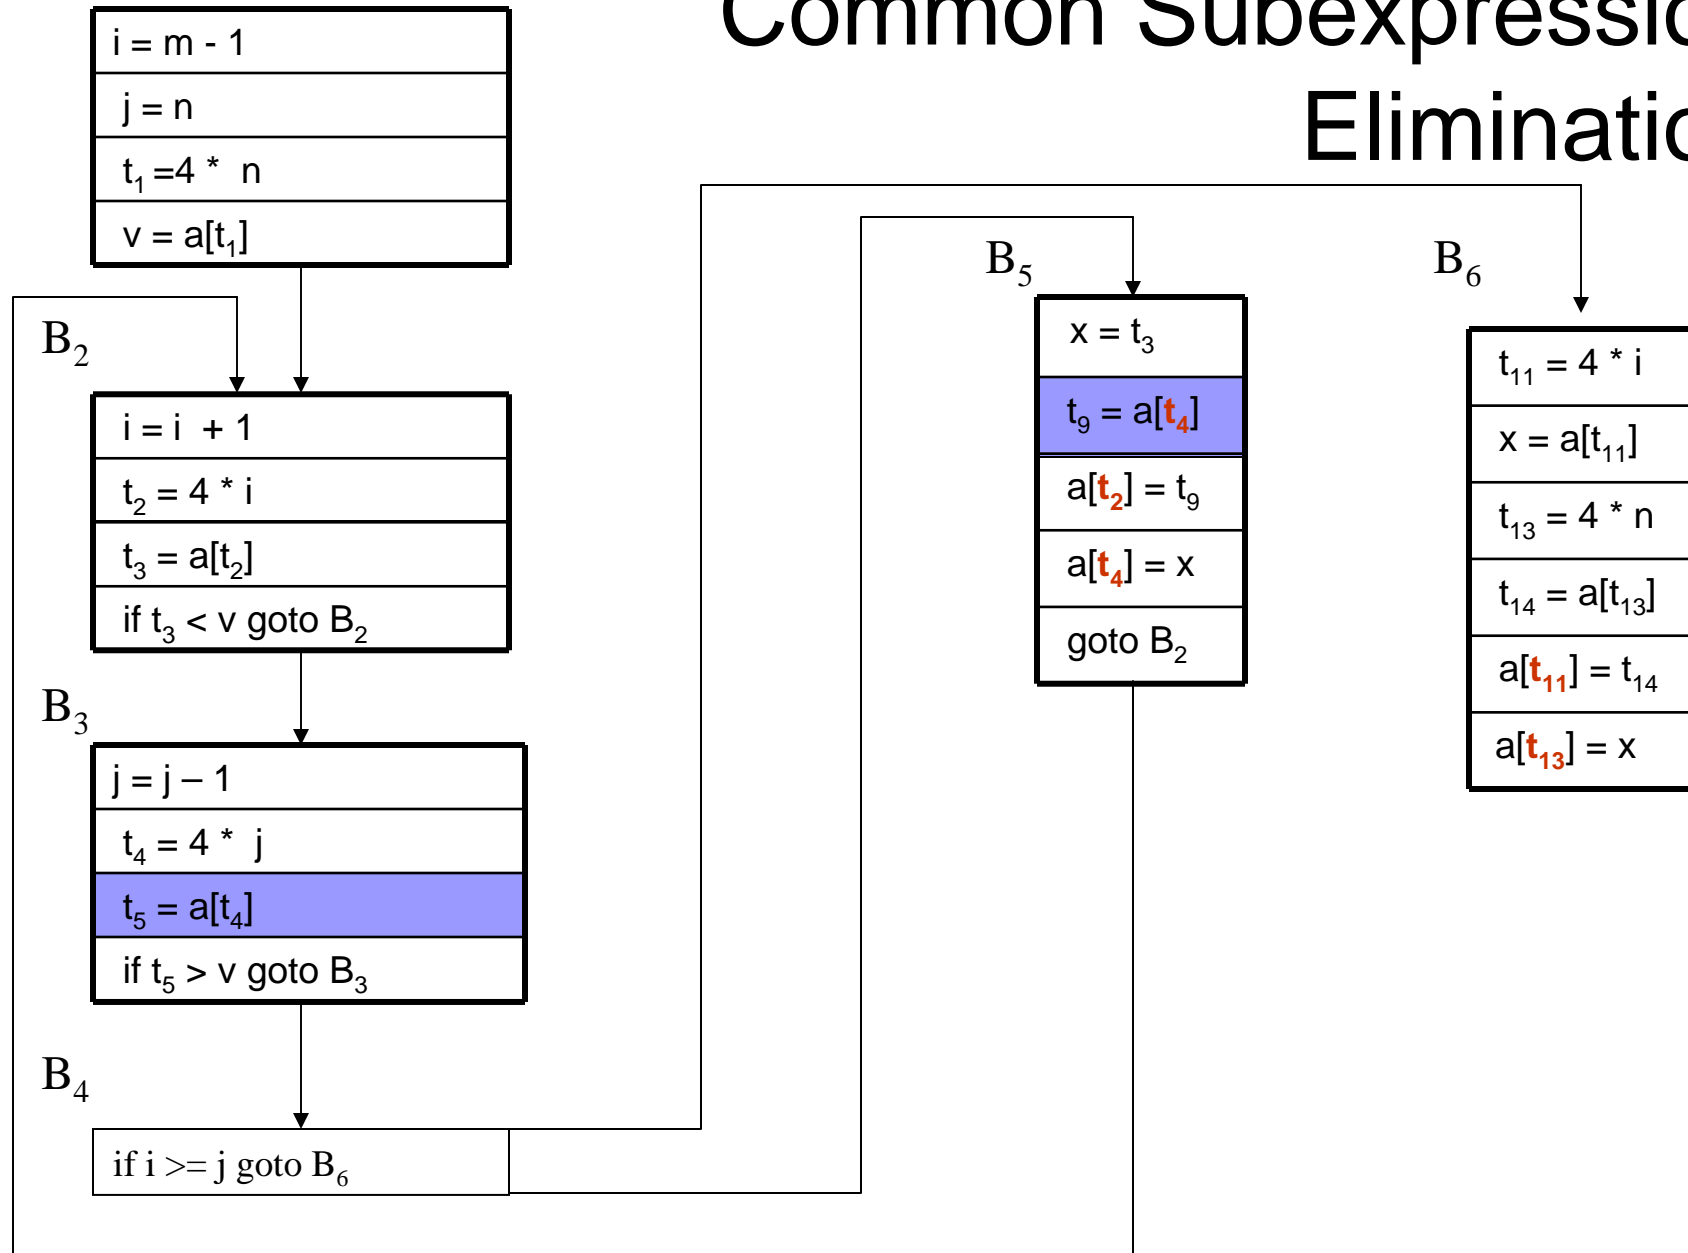 Common Subexpressio
Eliminatio
i = m - 1
j = n
t₁ =4 * n
v = a[t₁]
B₂
i = i + 1
t₂ = 4 * i
t₃ = a[t₂]
if t₃ < v goto B₂
B₃
j = j – 1
t₄ = 4 * j
t₅ = a[t₄]
if t₅ > v goto B₃
B₄
if i >= j goto B₆
B₅
x = t₃
t₉ = a[t₄]
a[t₂] = t₉
a[t₄] = x
goto B₂
B₆
t₁₁ = 4 * i
x = a[t₁₁]
t₁₃ = 4 * n
t₁₄ = a[t₁₃]
a[t₁₁] = t₁₄
a[t₁₃] = x